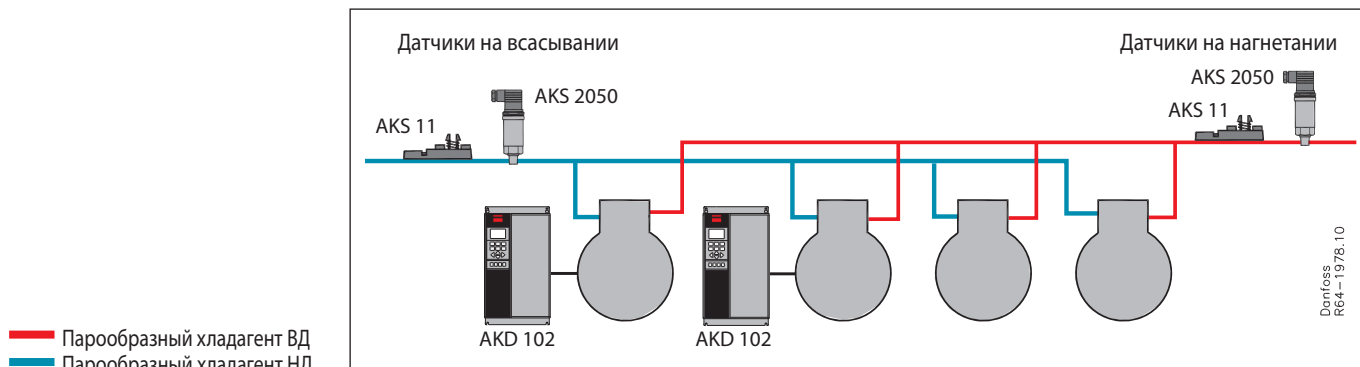 Датчики на всасывании
Датчики на нагнетании
AKS 2050
AKS 2050
AKS 11
AKS 11
AKD 102
AKD 102
Danfoss
R64-1978.10
Парообразный хладагент ВД
Парообразный хладагент НД